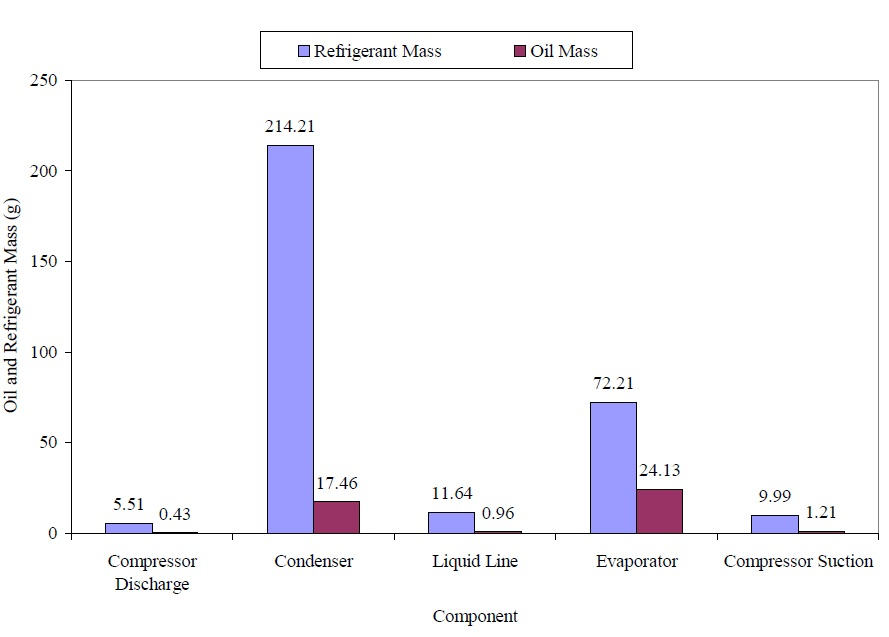 Refrigerant Mass Oil Mass
250
200
150
100
50
0
Oil and Refrigerant Mass (g)
5.51 0.43
214.21
17.46
11.64 0.96
72.21
24.13
9.99 1.21
Compressor Discharge
Condenser
Liquid Line
Evaporator
Compressor Suction
Component